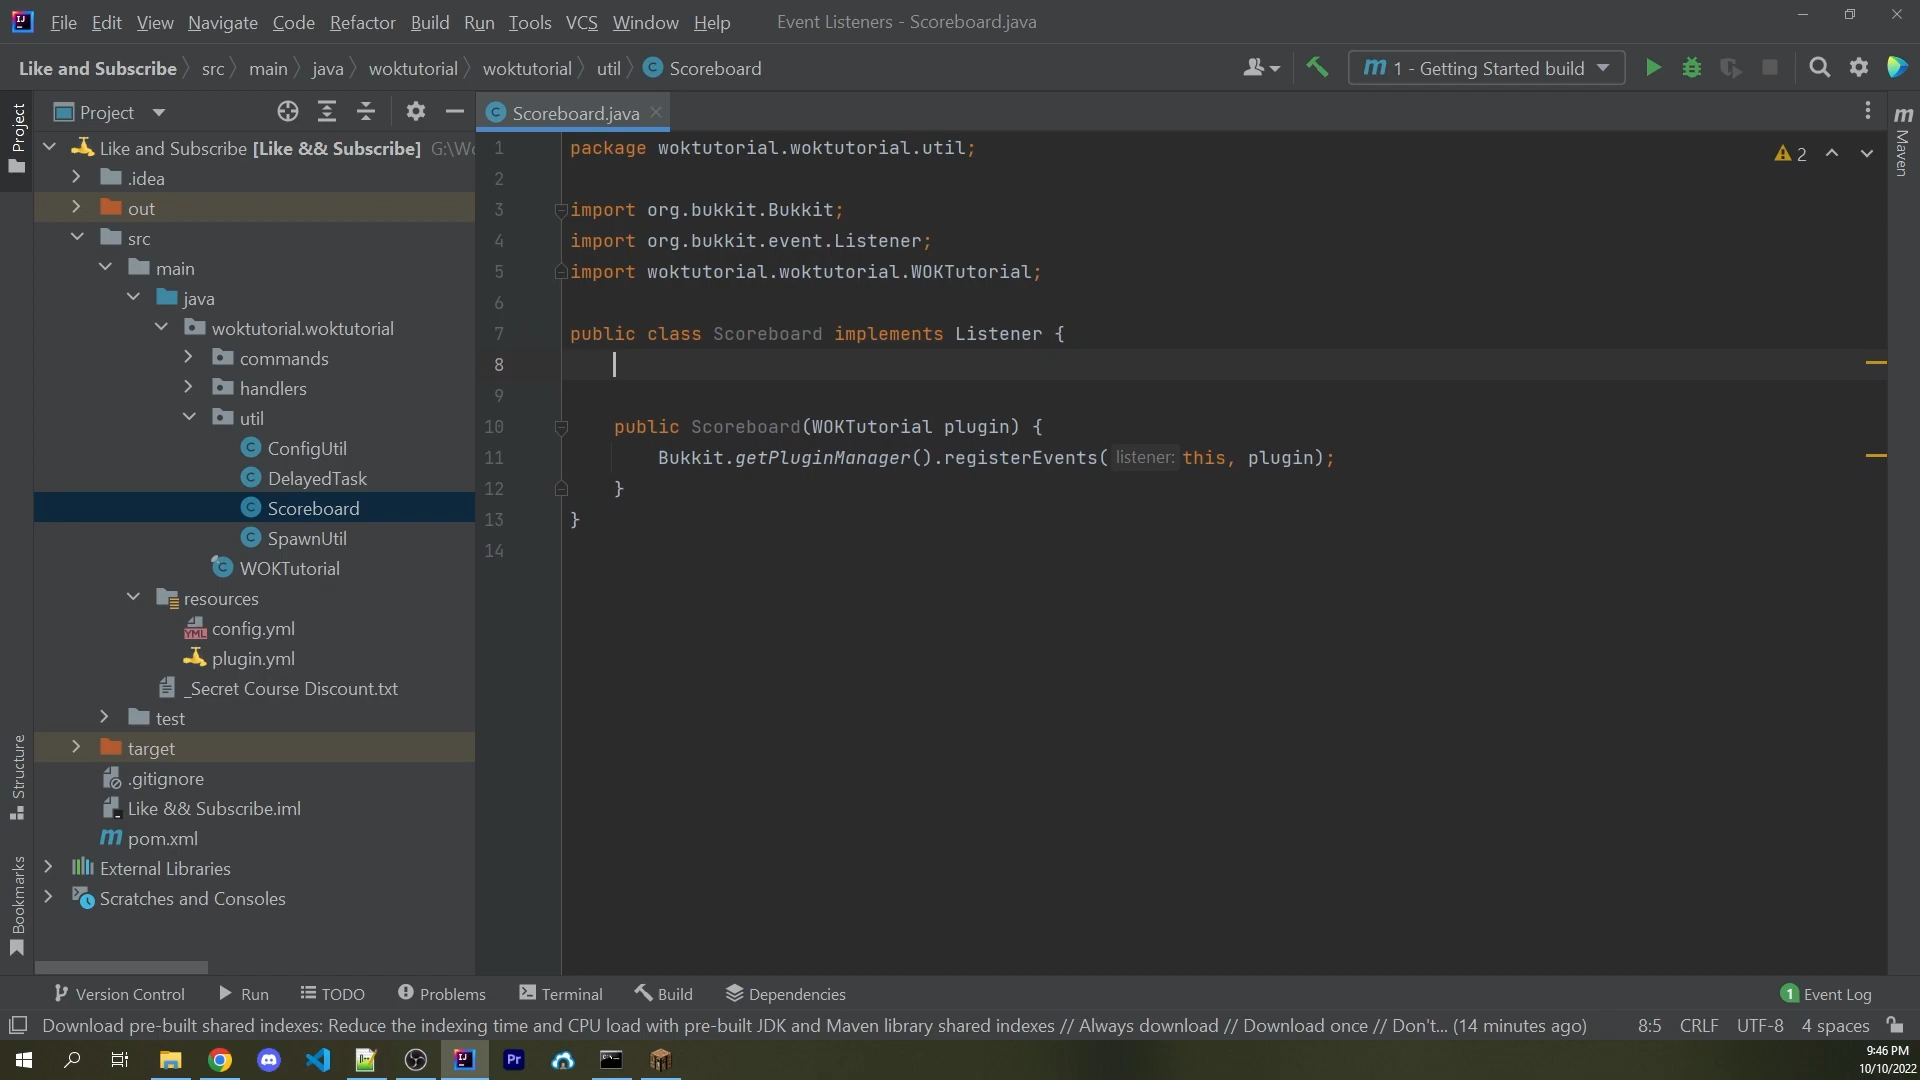 File Edit View Navigate Code Refactor Build Run Tools VCS Window Help Event Listeners - Scoreboard.java
Like and Subscribe src main java woktutorial woktutorial util Scoreboard
1 - Getting Started build
Project
Scoreboard.java
Project
Maven
Structure
Bookmarks
Like and Subscribe [Like && Subscribe] G:\Wo
.idea
out
src
main
java
woktutorial.woktutorial
commands
handlers
util
ConfigUtil
DelayedTask
Scoreboard
SpawnUtil
WOKTutorial
resources
config.yml
plugin.yml
_Secret Course Discount.txt
test
target
.gitignore
Like && Subscribe.iml
pom.xml
External Libraries
Scratches and Consoles
2
1 package woktutorial.woktutorial.util;
2
3 import org.bukkit.Bukkit;
4 import org.bukkit.event.Listener;
5 import woktutorial.woktutorial.WOKTutorial;
6
7 public class Scoreboard implements Listener {
8
9
10 public Scoreboard(WOKTutorial plugin) {
11 Bukkit.getPluginManager().registerEvents( listener: this, plugin);
12 }
13 }
14
Version Control Run TODO Problems Terminal Build Dependencies 1 Event Log
Download pre-built shared indexes: Reduce the indexing time and CPU load with pre-built JDK and Maven library shared indexes // Always download // Download once // Don't... (14 minutes ago) 8:5 CRLF UTF-8 4 spaces
Pr
9:46 PM
10/10/2022